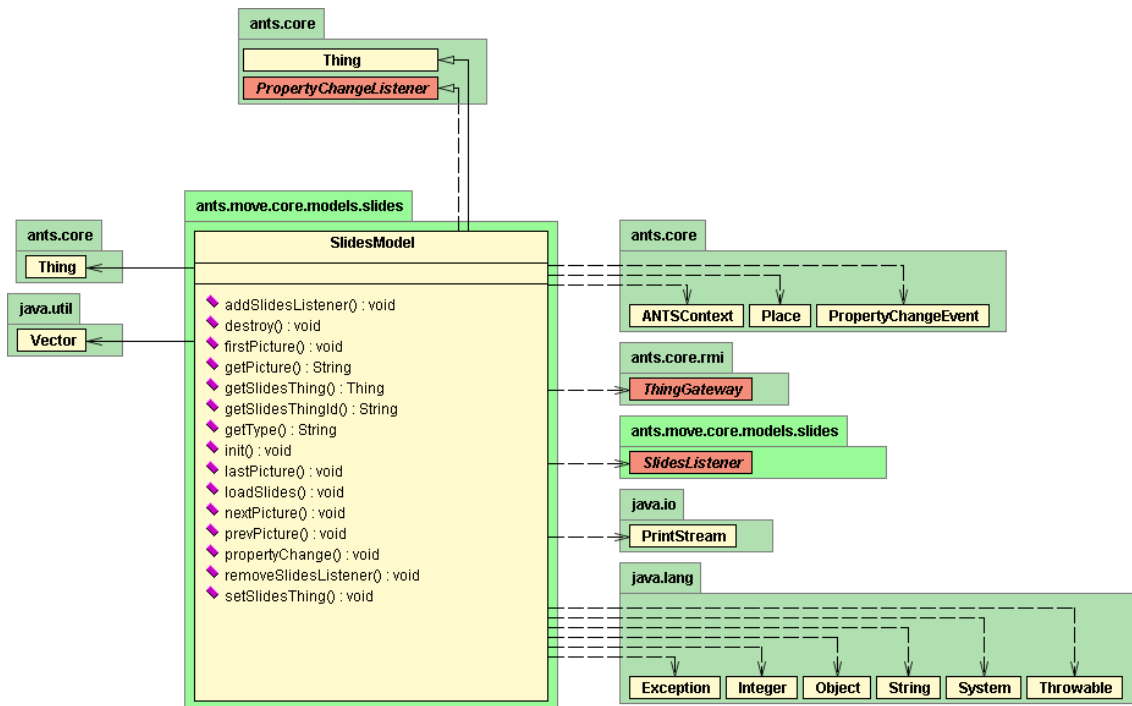 ants.core
Thing
PropertyChangeListener
ants.move.core.models.slides
SlidesModel
addSlidesListener() : void
destroy() : void
firstPicture() : void
getPicture() : String
getSlidesThing() : Thing
getSlidesThingId() : String
getType() : String
init() : void
lastPicture() : void
loadSlides() : void
nextPicture() : void
prevPicture() : void
propertyChange() : void
removeSlidesListener() : void
setSlidesThing() : void
ants.core
Thing
java.util
Vector
ants.core
ANTSContext Place PropertyChangeEvent
ants.core.rmi
ThingGateway
ants.move.core.models.slides
SlidesListener
java.io
PrintStream
java.lang
Exception Integer Object String System Throwable